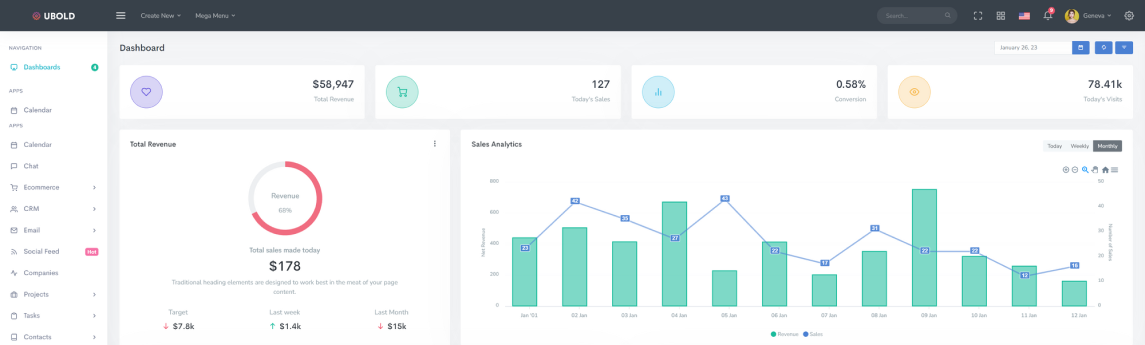 UBOLD
Create New
Mega Menu
Search...
9
Geneva
NAVIGATION
Dashboards 4
APPS
Calendar
APPS
Calendar
Chat
Ecommerce
CRM
Email
Social Feed Hot
Companies
Projects
Tasks
Contacts
Dashboard
January 26, 23
$58,947
Total Revenue
127
Today's Sales
0.58%
Conversion
78.41k
Today's Visits
Total Revenue
Revenue
69%
Total sales made today
$178
Traditional heading elements are designed to work best in the meat of your page
content.
Target Last week Last Month
$7.8k $1.4k $15k
Sales Analytics
Today Weekly Monthly
800 600 400 200 0
Net Revenue
23 42 35 27 43 22 17 31 22 22 12 16
50 40 30 20 10 0
Number of Sales
Jan '01 02 Jan 03 Jan 04 Jan 05 Jan 06 Jan 07 Jan 08 Jan 09 Jan 10 Jan 11 Jan 12 Jan
Revenue Sales